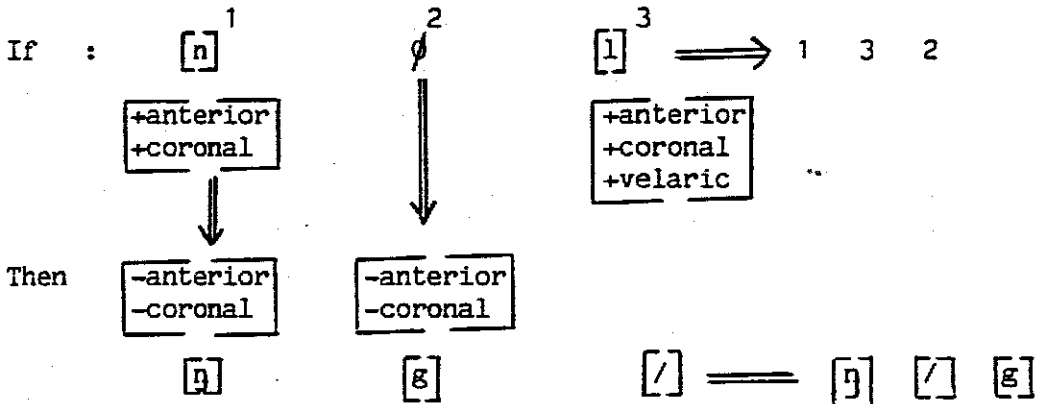 1 2 3
If : [n] ø [l] ⟹ 1 3 2
+anterior +anterior
+coronal +coronal
+velaric
Then -anterior -anterior
-coronal -coronal
[ŋ] [g] [/] ═══ [ŋ] [/] [g]